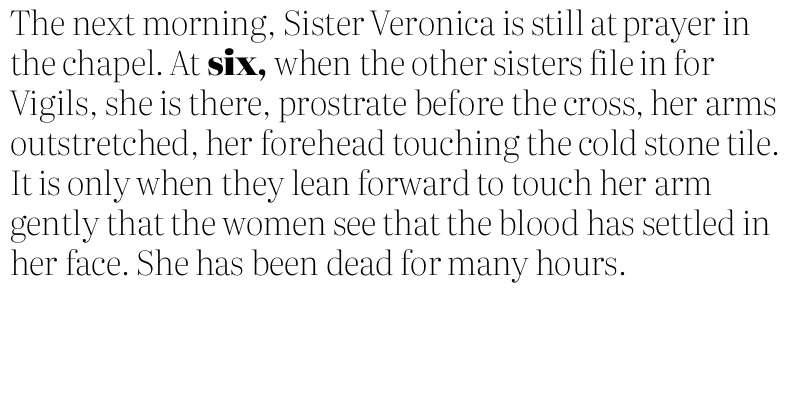 The next morning, Sister Veronica is still at prayer in
the chapel. At six, when the other sisters file in for
Vigils, she is there, prostrate before the cross, her arms
outstretched, her forehead touching the cold stone tile.
It is only when they lean forward to touch her arm
gently that the women see that the blood has settled in
her face. She has been dead for many hours.